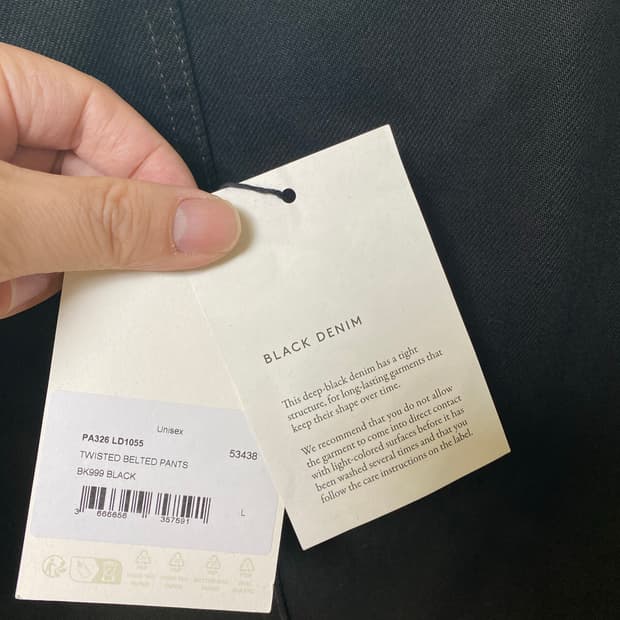 BLACK DENIM
This deep-black denim has a tight
structure, for long-lasting garments that
keep their shape over time.
We recommend that you do not allow
the garment to come into direct contact
with light-colored surfaces before it has
been washed several times and that you
follow the care instructions on the label.
Unisex
PA326 LD1055
53438
TWISTED BELTED PANTS
BK999 BLACK
3 666656 357591
L